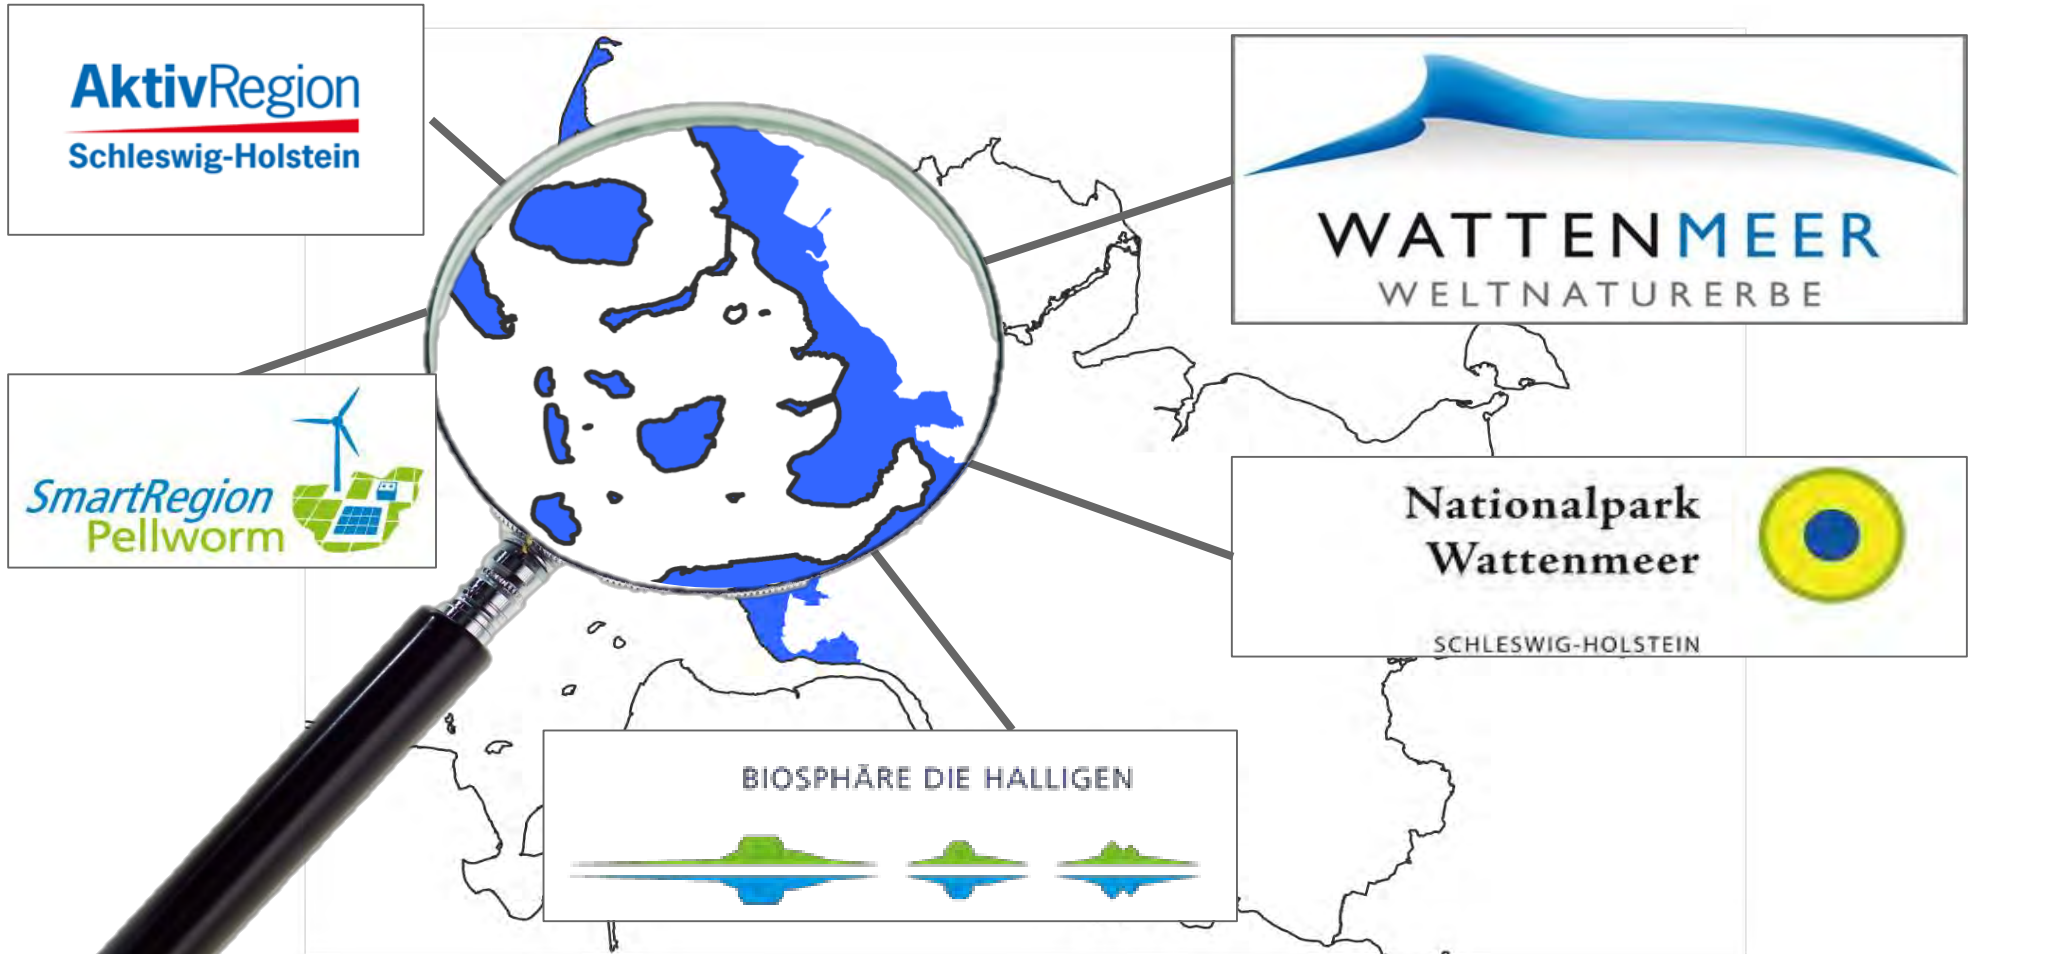 AktivRegion
Schleswig-Holstein
WATTENMEER
WELTNATURERBE
SmartRegion
Pellworm
Nationalpark
Wattenmeer
SCHLESWIG-HOLSTEIN
BIOSPHÄRE DIE HALLIGEN